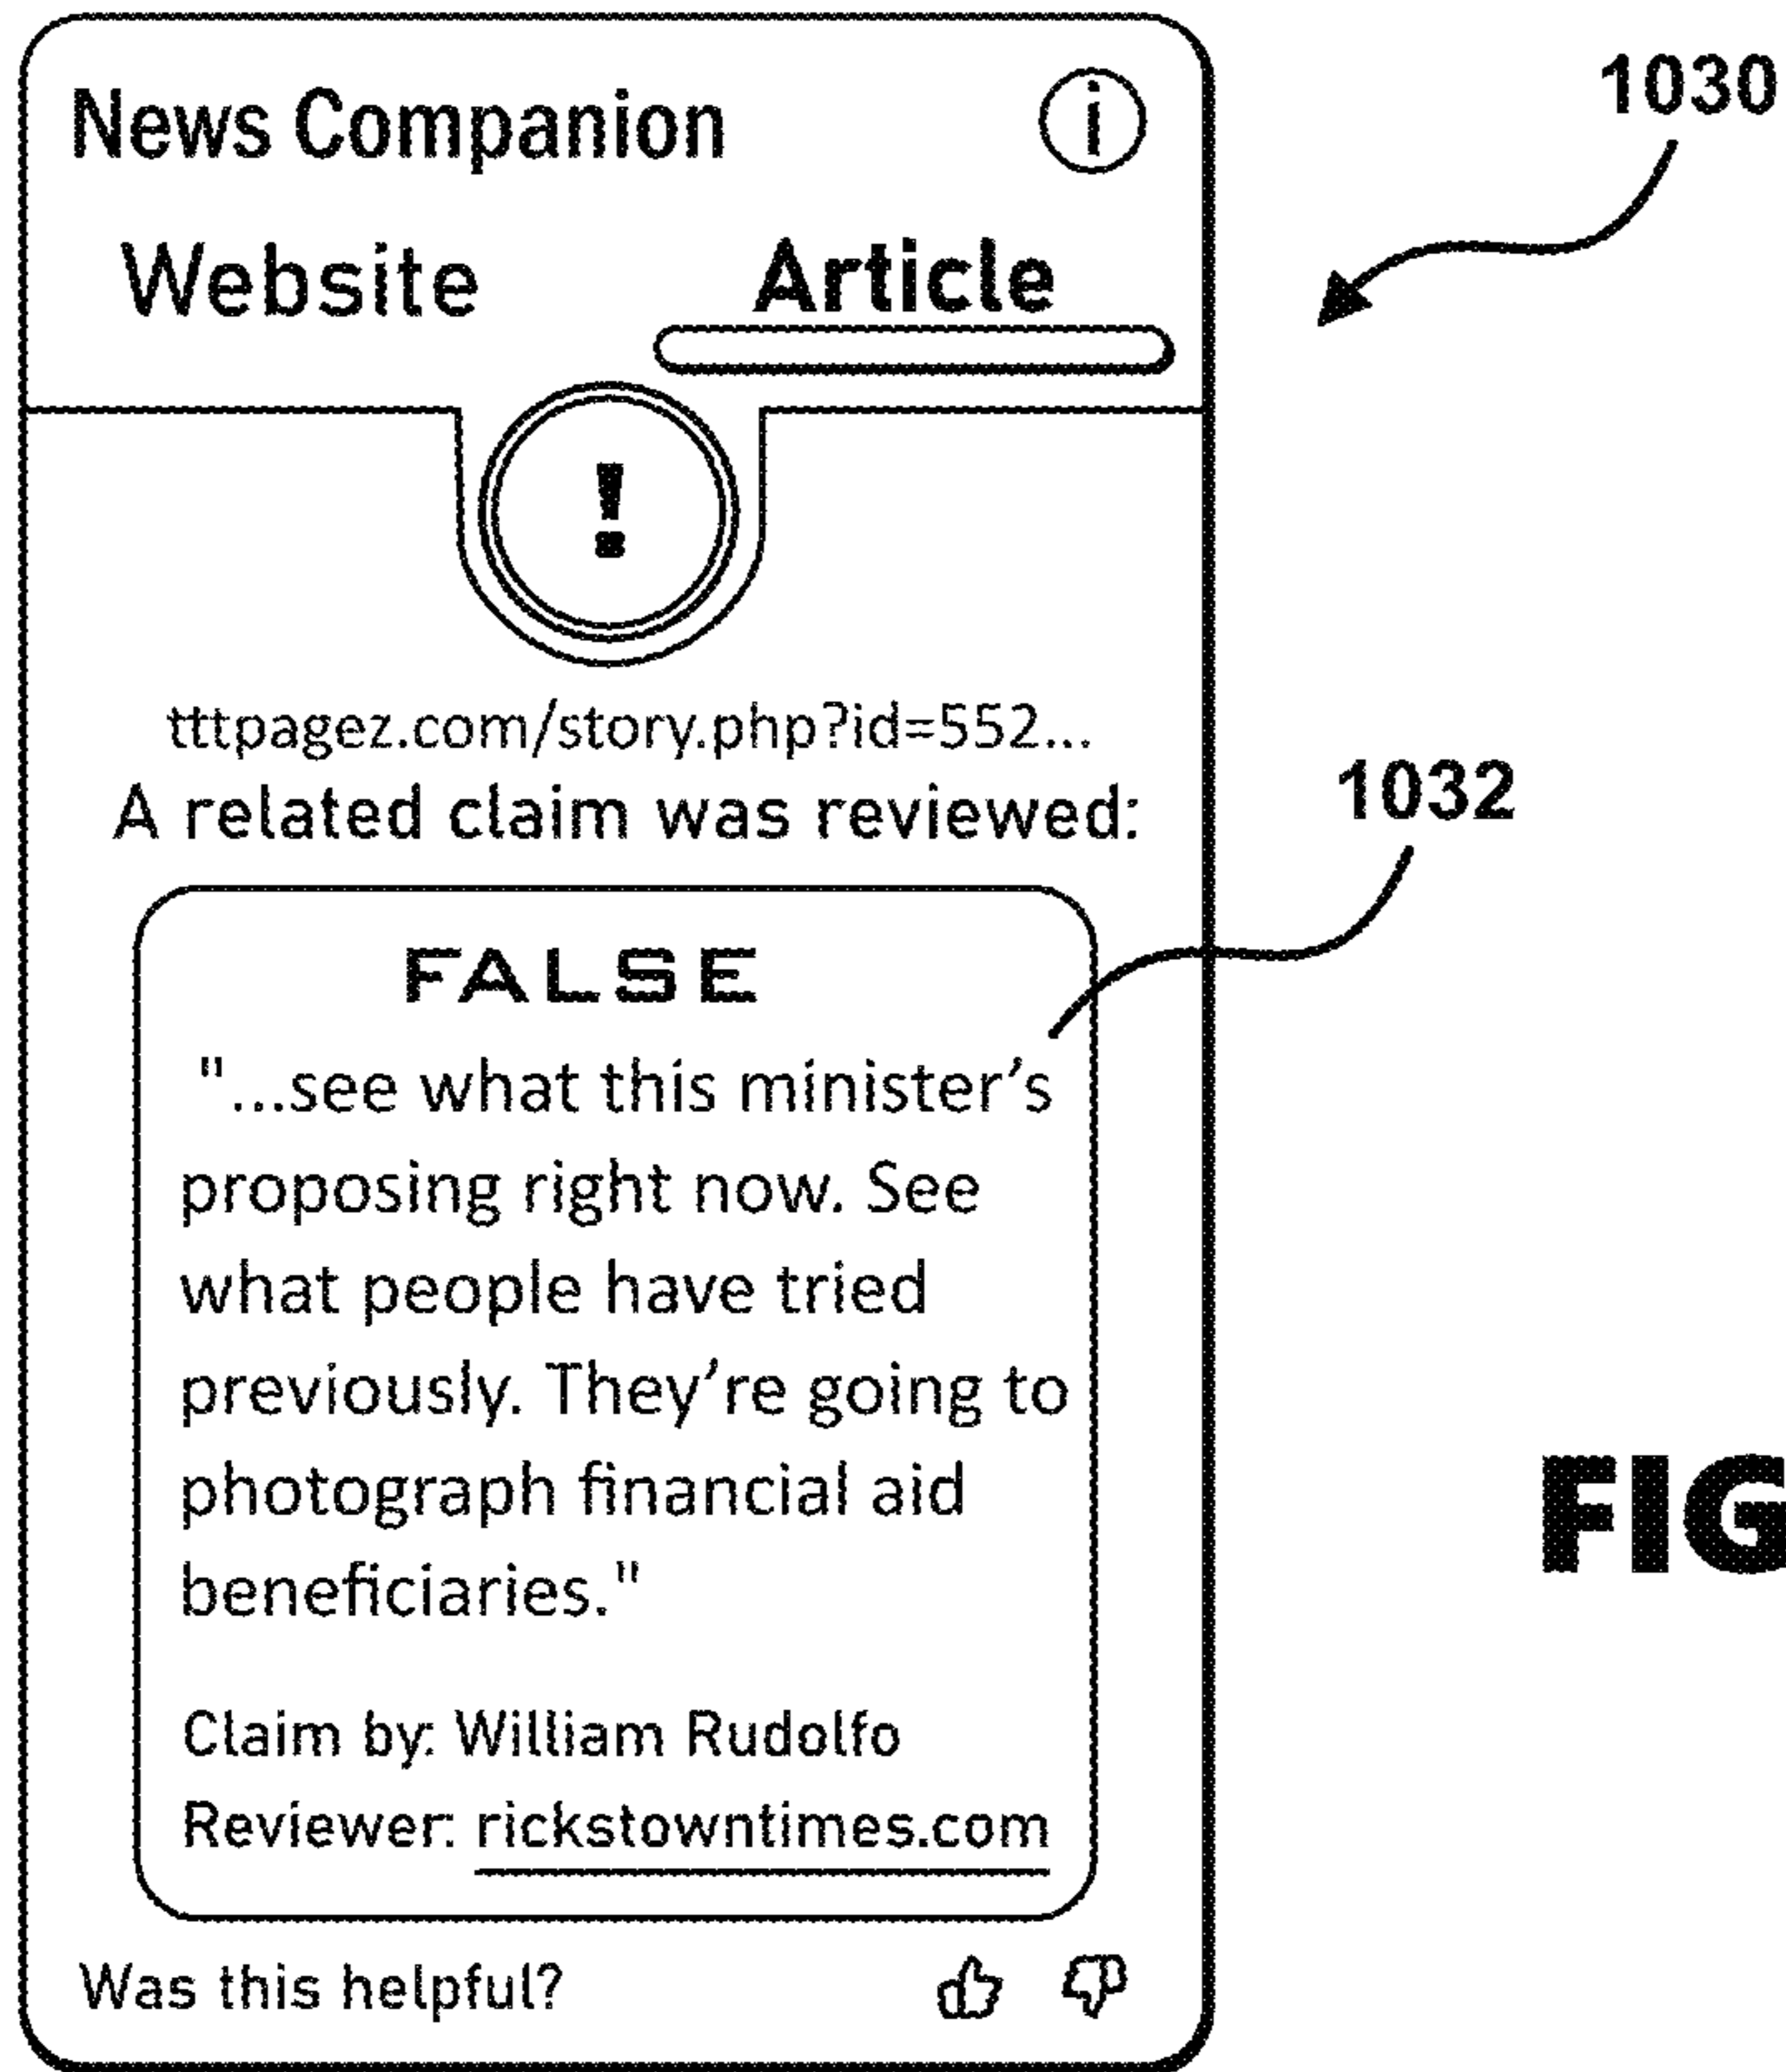 News Companion i
1030
Website Article
!
tttpagez.com/story.php?id=552...
A related claim was reviewed:
1032
FALSE
"...see what this minister's
proposing right now. See
what people have tried
previously. They're going to
photograph financial aid
beneficiaries."
FIG
Claim by: William Rudolfo
Reviewer: rickstowntimes.com
Was this helpful?